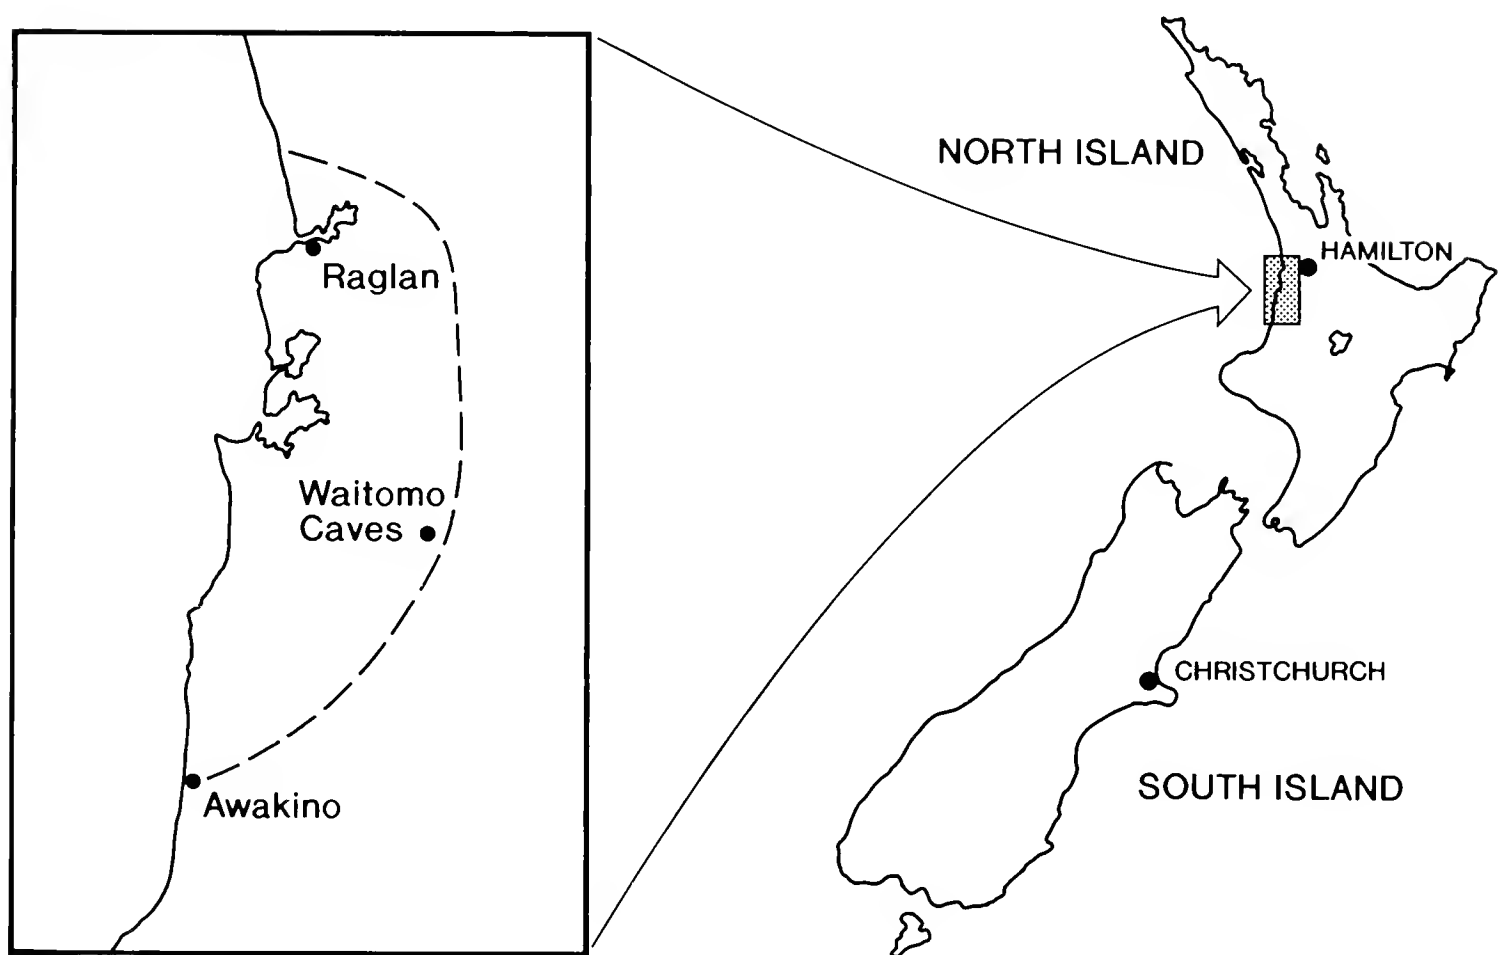 Raglan
Waitomo
Caves
Awakino
NORTH ISLAND
HAMILTON
CHRISTCHURCH
SOUTH ISLAND